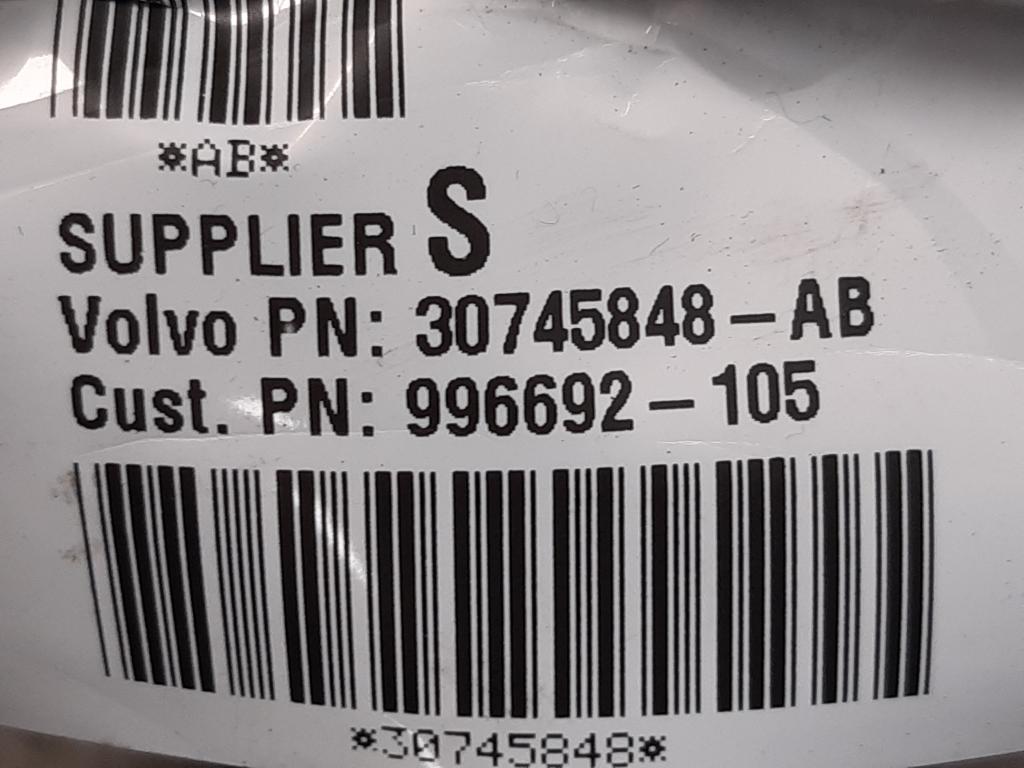 *AB*
SUPPLIER S
Volvo PN: 30745848-AB
Cust. PN: 996692-105
*30745848*